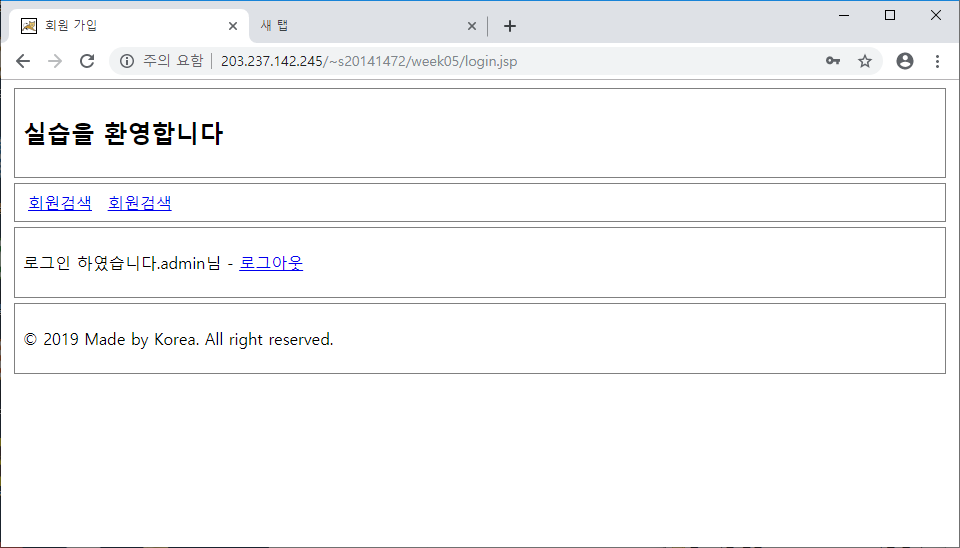 회원 가입
새 탭
주의 요함 203.237.142.245/~s20141472/week05/login.jsp
실습을 환영합니다
회원검색 회원검색
로그인 하였습니다.admin님 - 로그아웃
© 2019 Made by Korea. All right reserved.